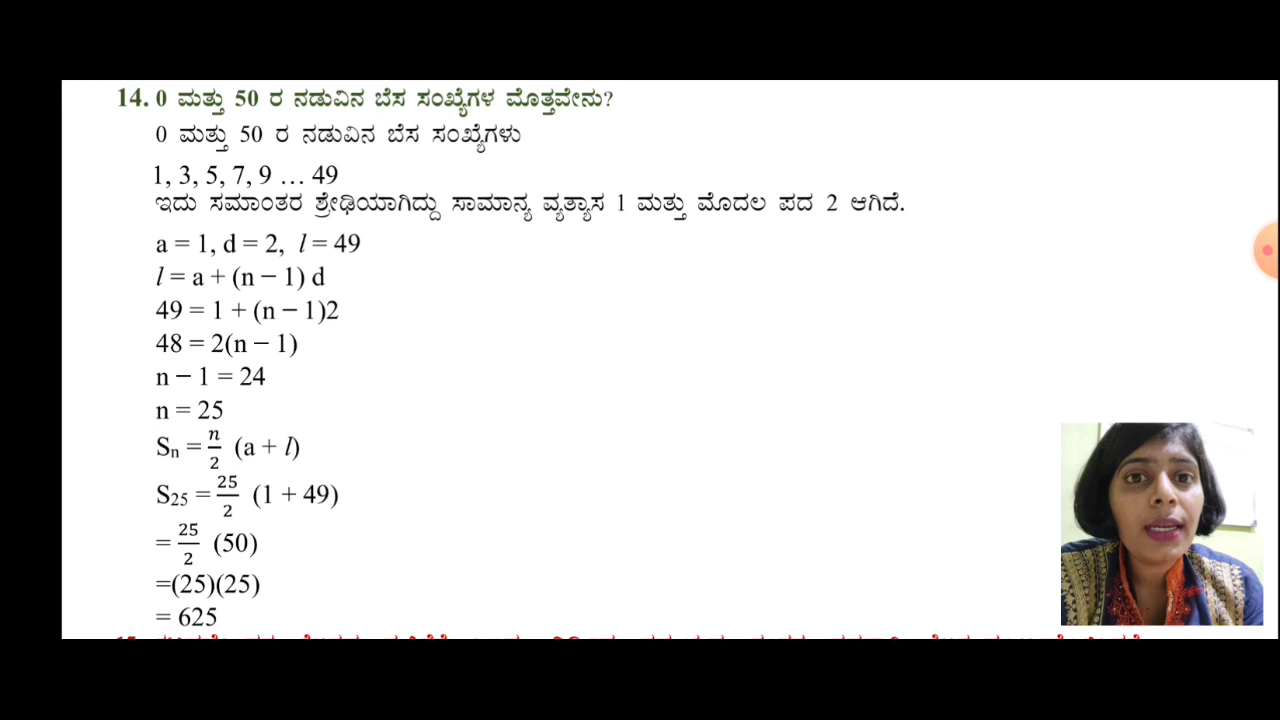 14. 0 ಮತ್ತು 50 ರ ನಡುವಿನ ಬೆಸ ಸಂಖ್ಯೆಗಳ ಮೊತ್ತವೇನು?
0 ಮತ್ತು 50 ರ ನಡುವಿನ ಬೆಸ ಸಂಖ್ಯೆಗಳು
1, 3, 5, 7, 9 … 49
ಇದು ಸಮಾಂತರ ಶ್ರೇಢಿಯಾಗಿದ್ದು ಸಾಮಾನ್ಯ ವ್ಯತ್ಯಾಸ 1 ಮತ್ತು ಮೊದಲ ಪದ 2 ಆಗಿದೆ.
a = 1, d = 2, l = 49
l = a + (n − 1) d
49 = 1 + (n − 1)2
48 = 2(n − 1)
n − 1 = 24
n = 25
Sₙ = n/2 (a + l)
S₂₅ = 25/2 (1 + 49)
= 25/2 (50)
=(25)(25)
= 625